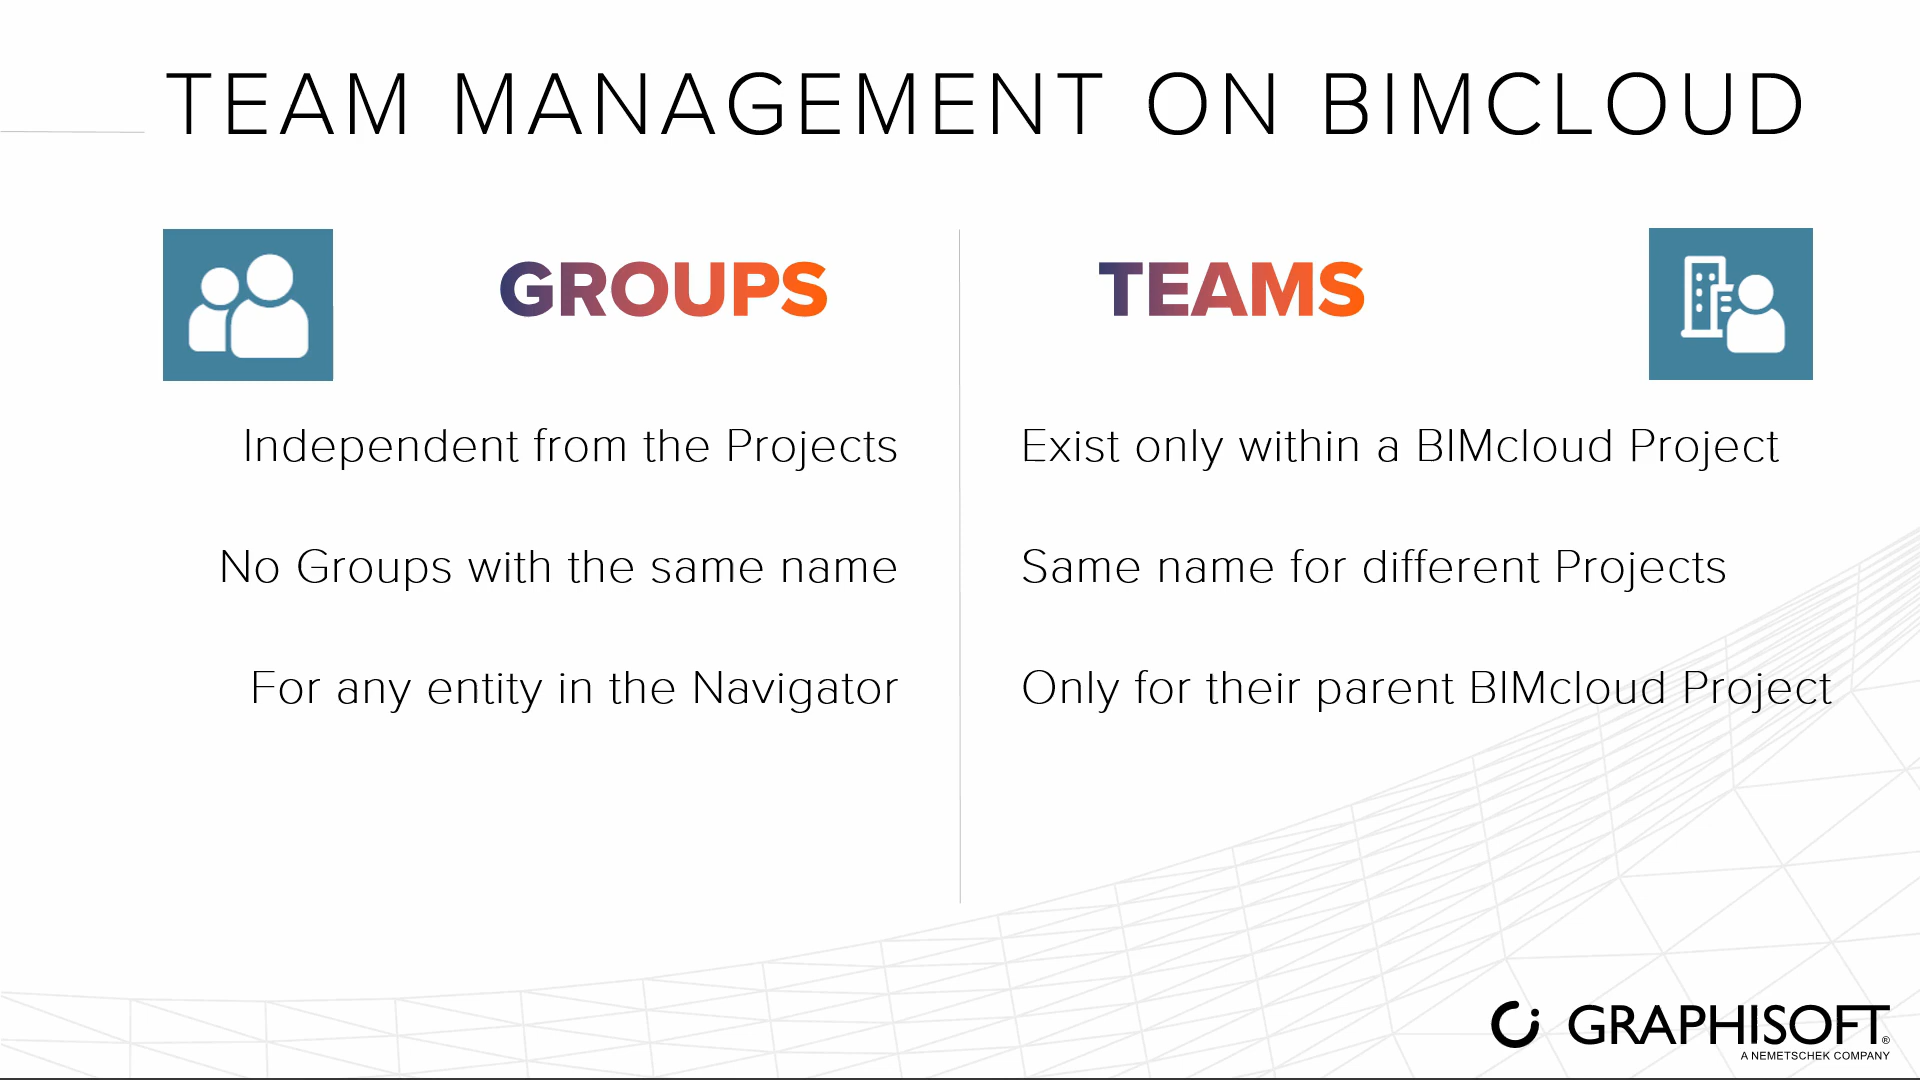 TEAM MANAGEMENT ON BIMCLOUD
GROUPS
Independent from the Projects
No Groups with the same name
For any entity in the Navigator
TEAMS
Exist only within a BIMcloud Project
Same name for different Projects
Only for their parent BIMcloud Project
GRAPHISOFT®
A NEMETSCHEK COMPANY